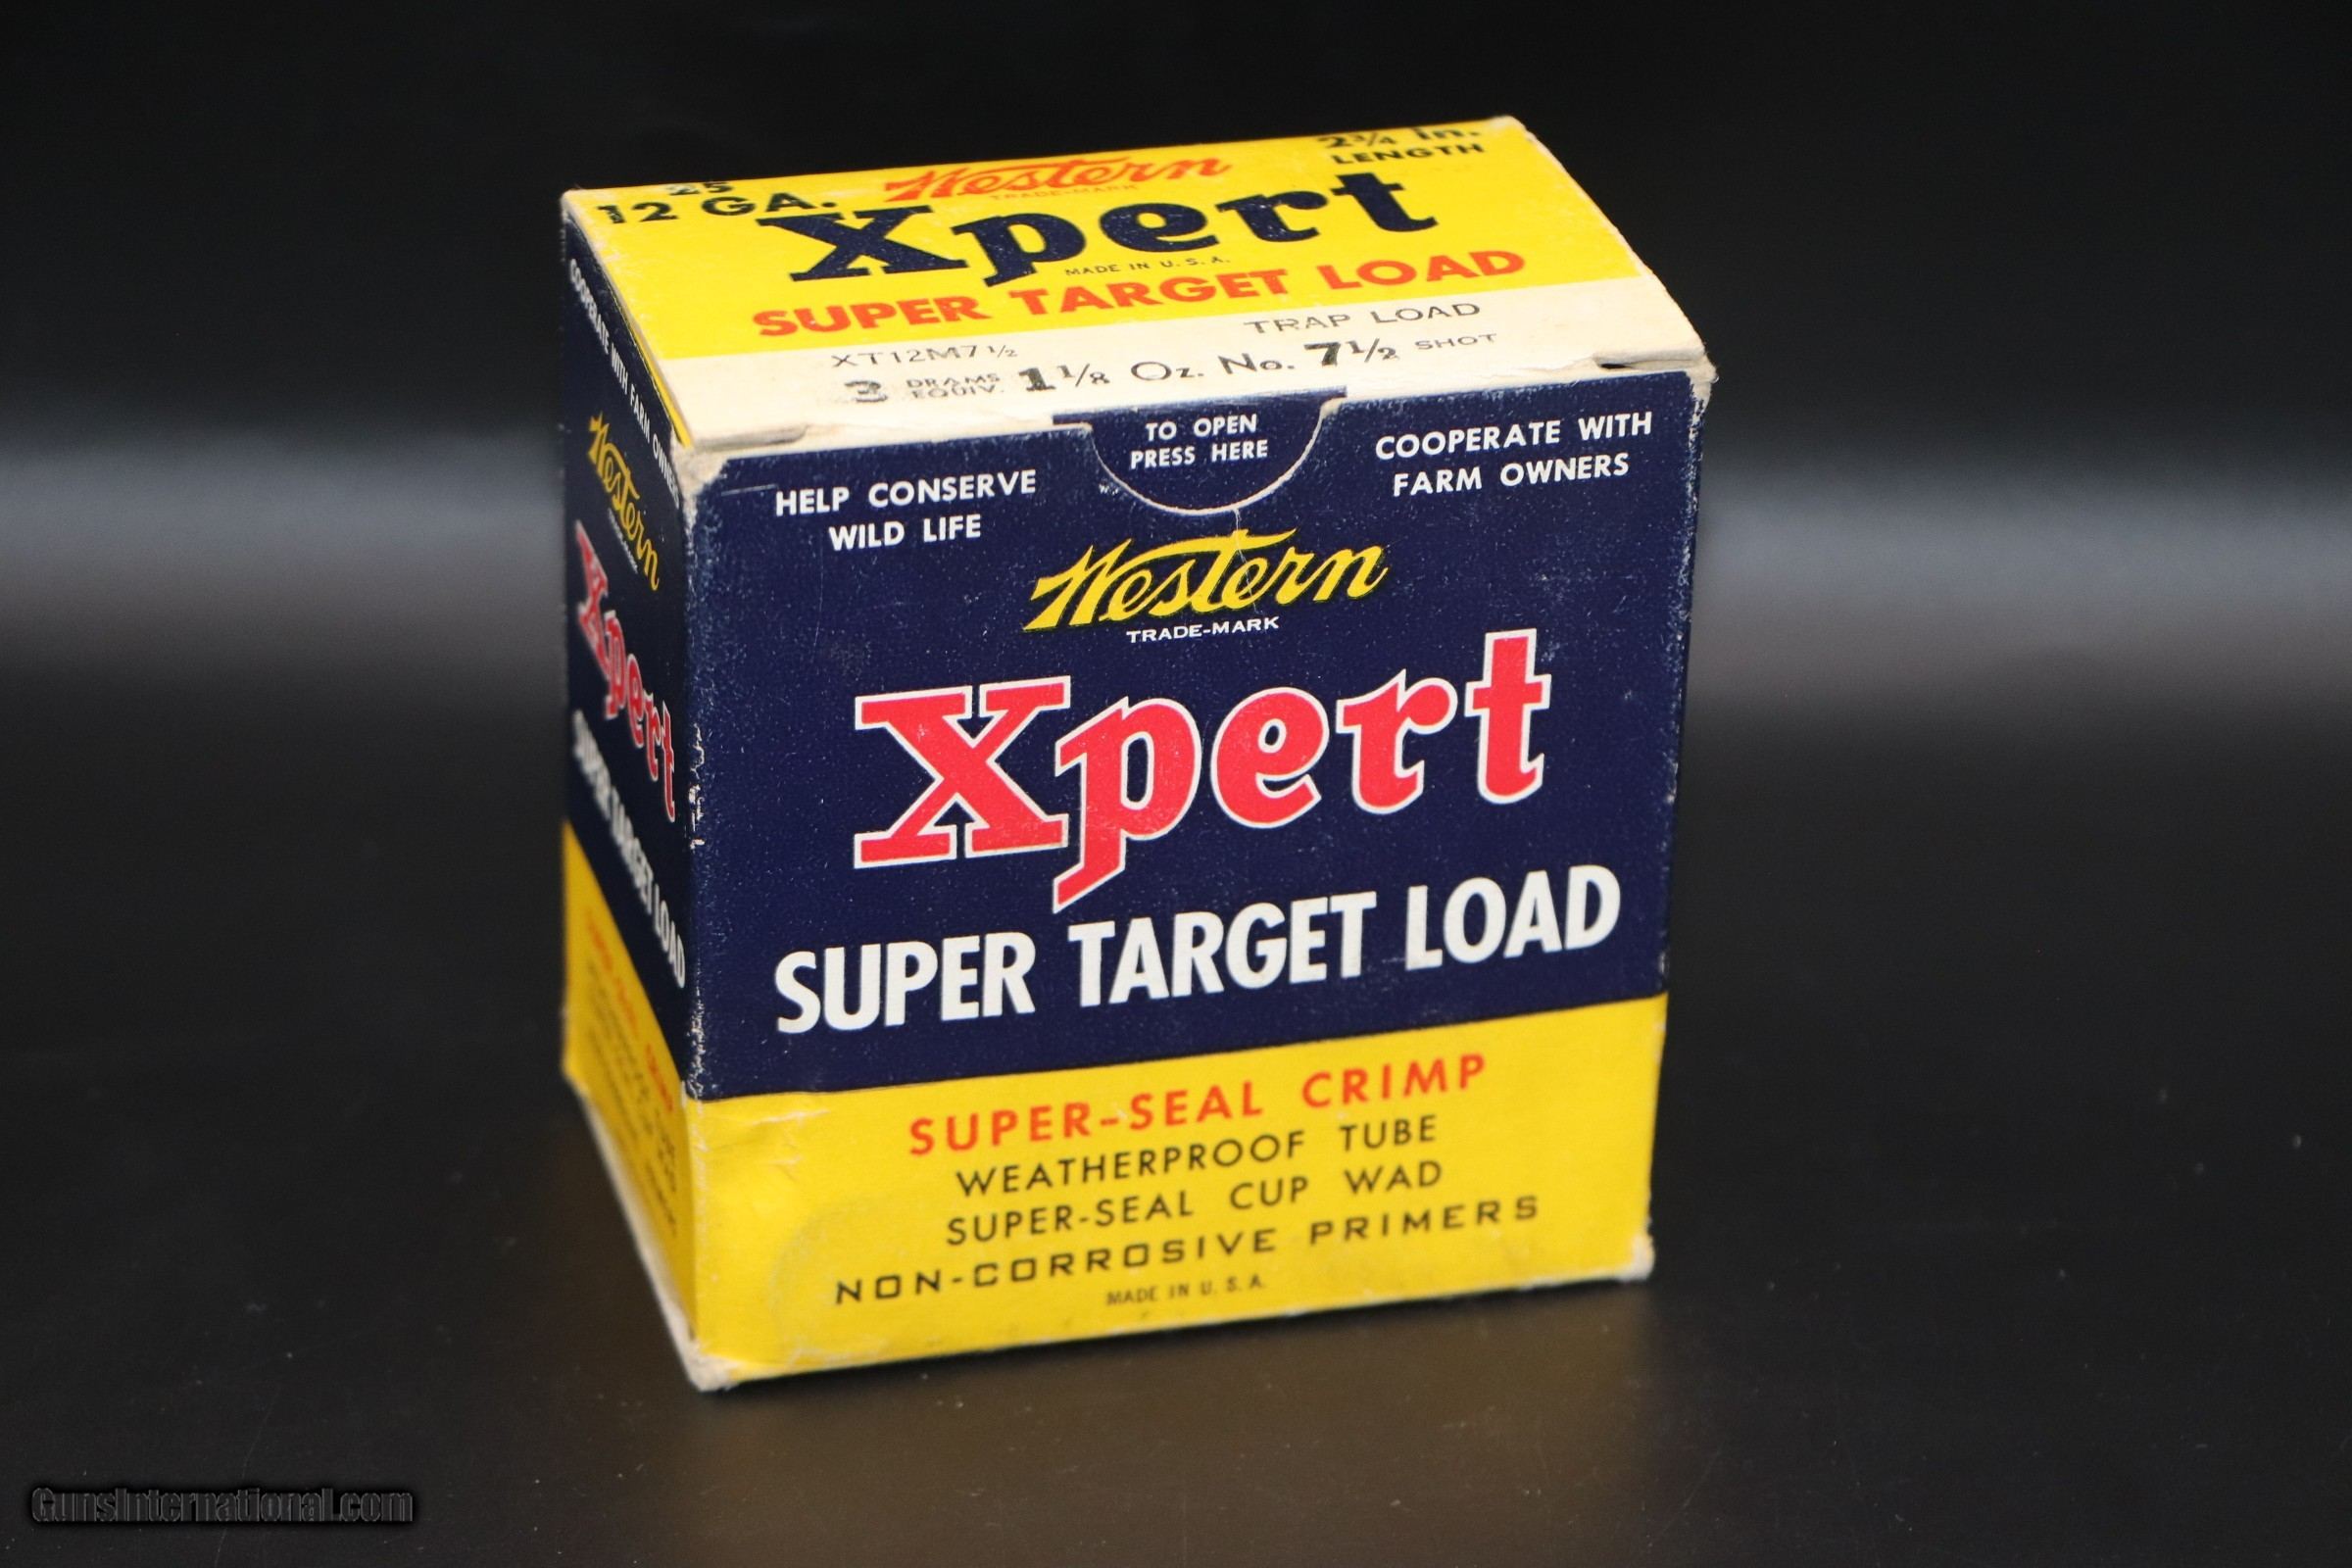 25
12 GA.
Western
TRADE-MARK
2¾ in.
LENGTH
Xpert
MADE IN U. S. A.
SUPER TARGET LOAD
XT12M7½
TRAP LOAD
3 DRAMS EQUIV. 1⅛ Oz. No. 7½ SHOT
TO OPEN
PRESS HERE
HELP CONSERVE
WILD LIFE
COOPERATE WITH
FARM OWNERS
Western
TRADE-MARK
Xpert
SUPER TARGET LOAD
SUPER-SEAL CRIMP
WEATHERPROOF TUBE
SUPER-SEAL CUP WAD
NON-CORROSIVE PRIMERS
MADE IN U. S. A.
COOPERATE WITH FARM OWNERS
Western
Xpert
SUPER TARGET LOAD
GunsInternational.com